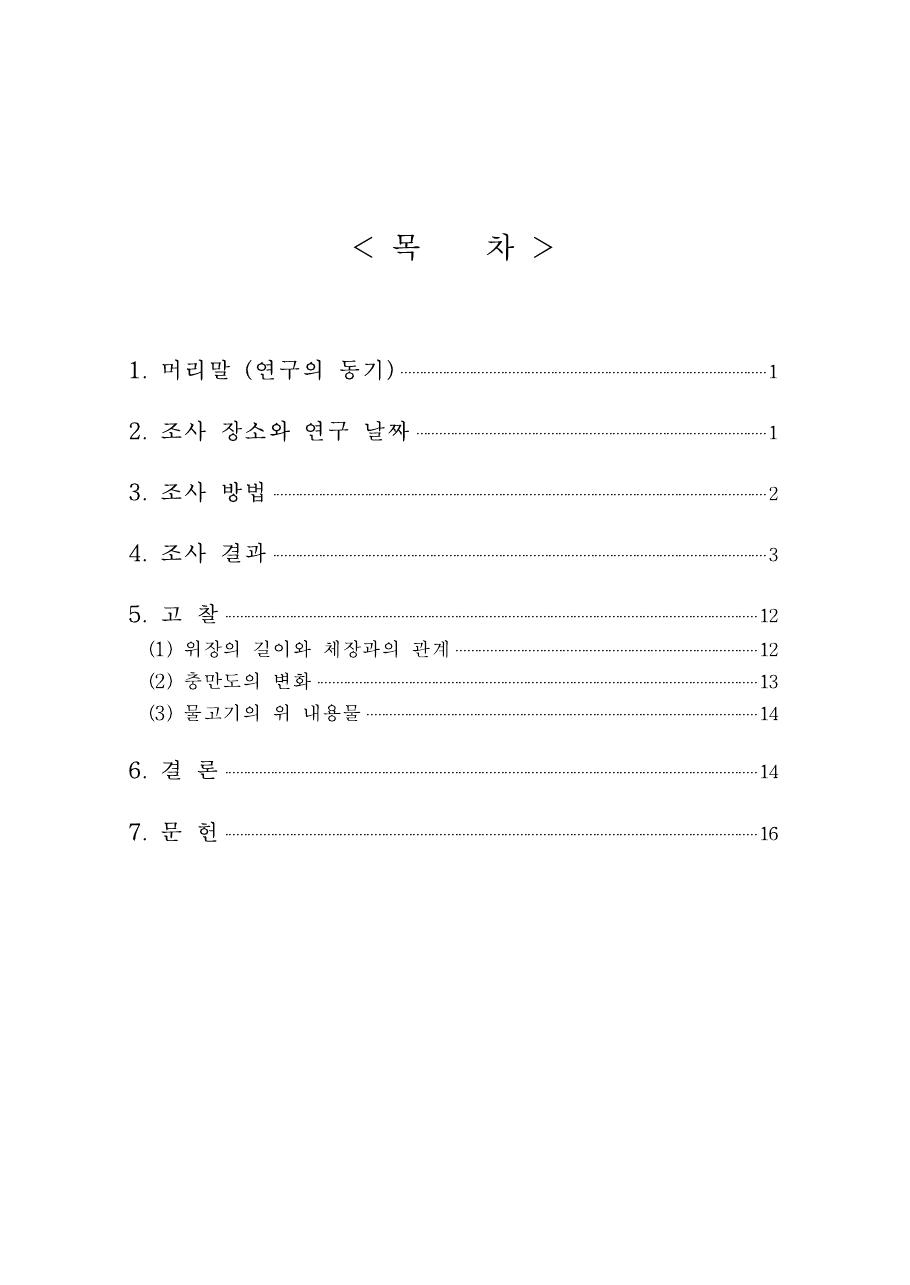 < 목 차 >
1. 머리말 (연구의 동기) 1
2. 조사 장소와 연구 날짜 1
3. 조사 방법 2
4. 조사 결과 3
5. 고 찰 12
(1) 위장의 길이와 체장과의 관계 12
(2) 충만도의 변화 13
(3) 물고기의 위 내용물 14
6. 결 론 14
7. 문 헌 16